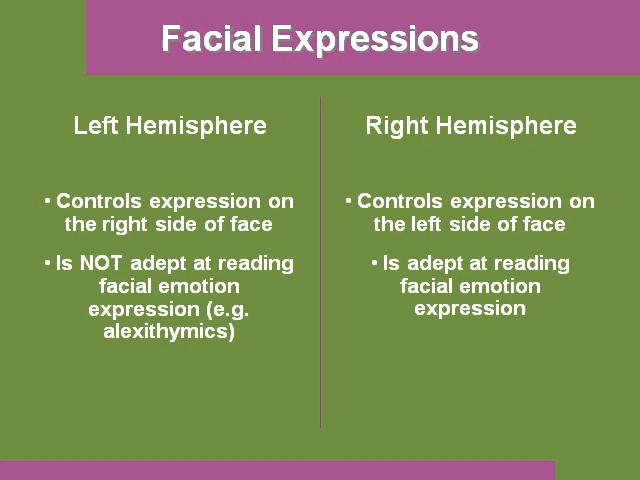 Facial Expressions
Left Hemisphere
• Controls expression on
the right side of face
• Is NOT adept at reading
facial emotion
expression (e.g.
alexithymics)
Right Hemisphere
• Controls expression on
the left side of face
• Is adept at reading
facial emotion
expression